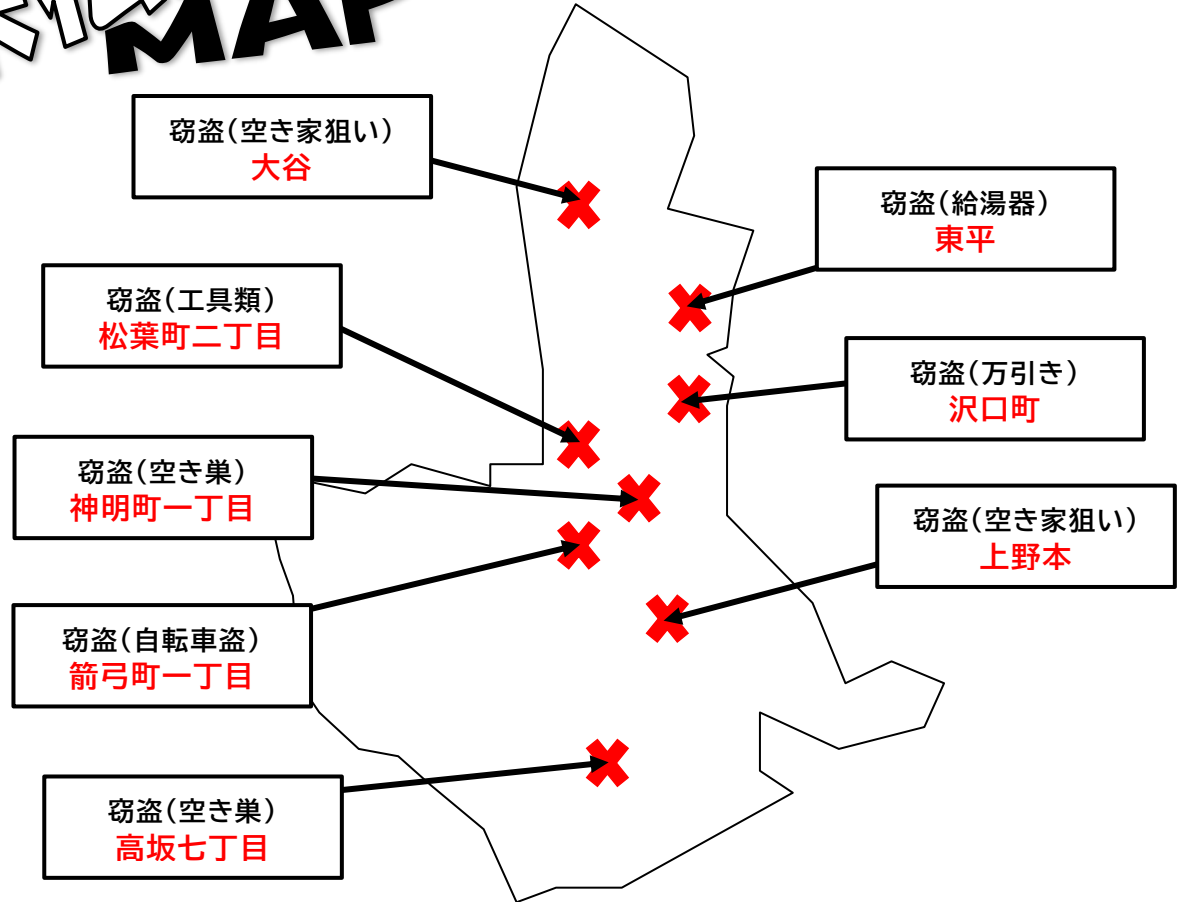 MAP
窃盗(空き家狙い)
大谷
窃盗(給湯器)
東平
窃盗(工具類)
松葉町二丁目
窃盗(万引き)
沢口町
窃盗(空き巣)
神明町一丁目
窃盗(空き家狙い)
上野本
窃盗(自転車盗)
箭弓町一丁目
窃盗(空き巣)
高坂七丁目